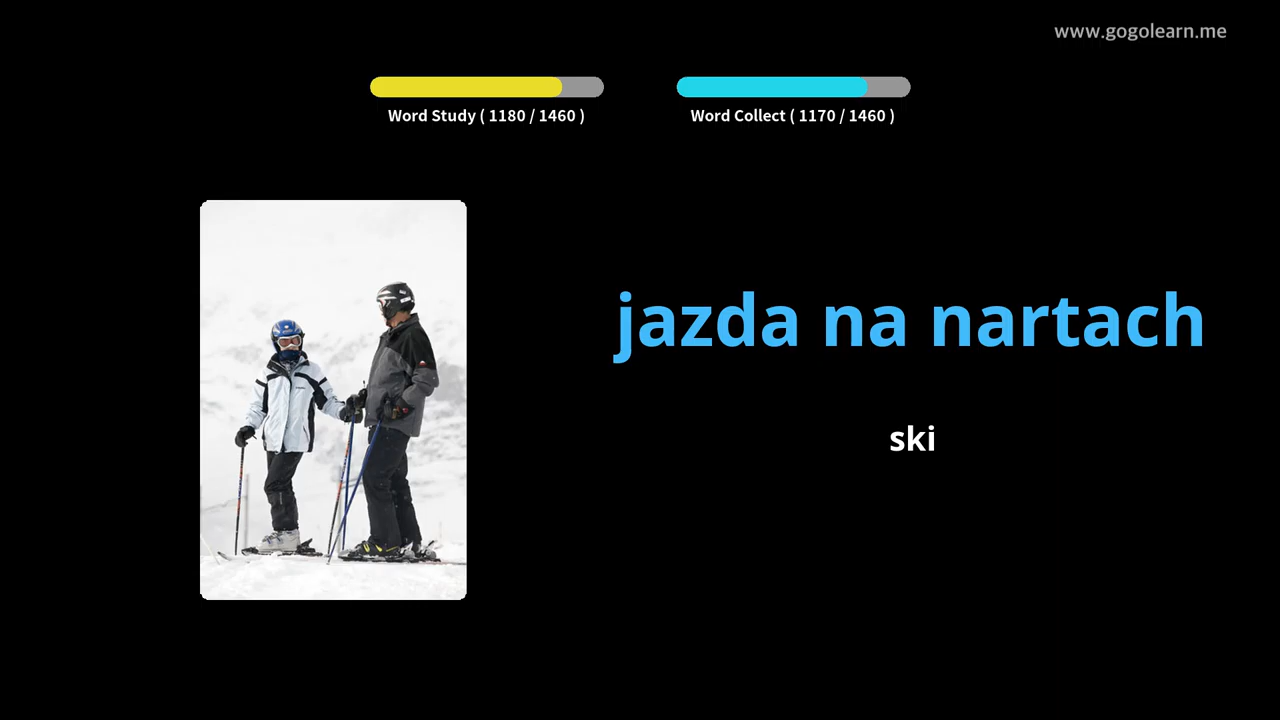 www.gogolearn.me
Word Study ( 1180 / 1460 )
Word Collect ( 1170 / 1460 )
jazda na nartach
ski